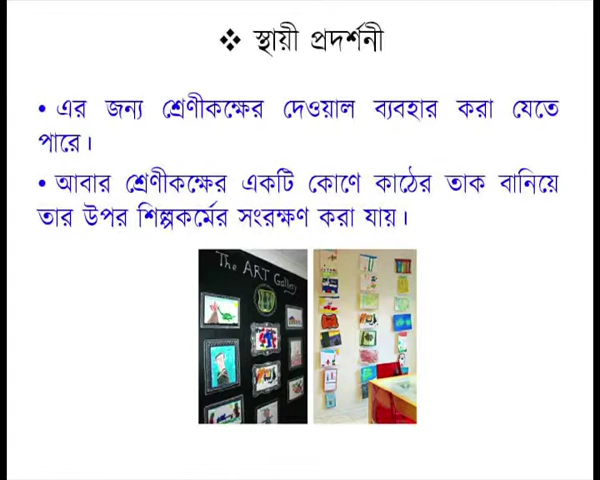 ❖ স্থায়ী প্রদর্শনী
• এর জন্য শ্রেণীকক্ষের দেওয়াল ব্যবহার করা যেতে
পারে।
• আবার শ্রেণীকক্ষের একটি কোণে কাঠের তাক বানিয়ে
তার উপর শিল্পকর্মের সংরক্ষণ করা যায়।
The ART Gallery